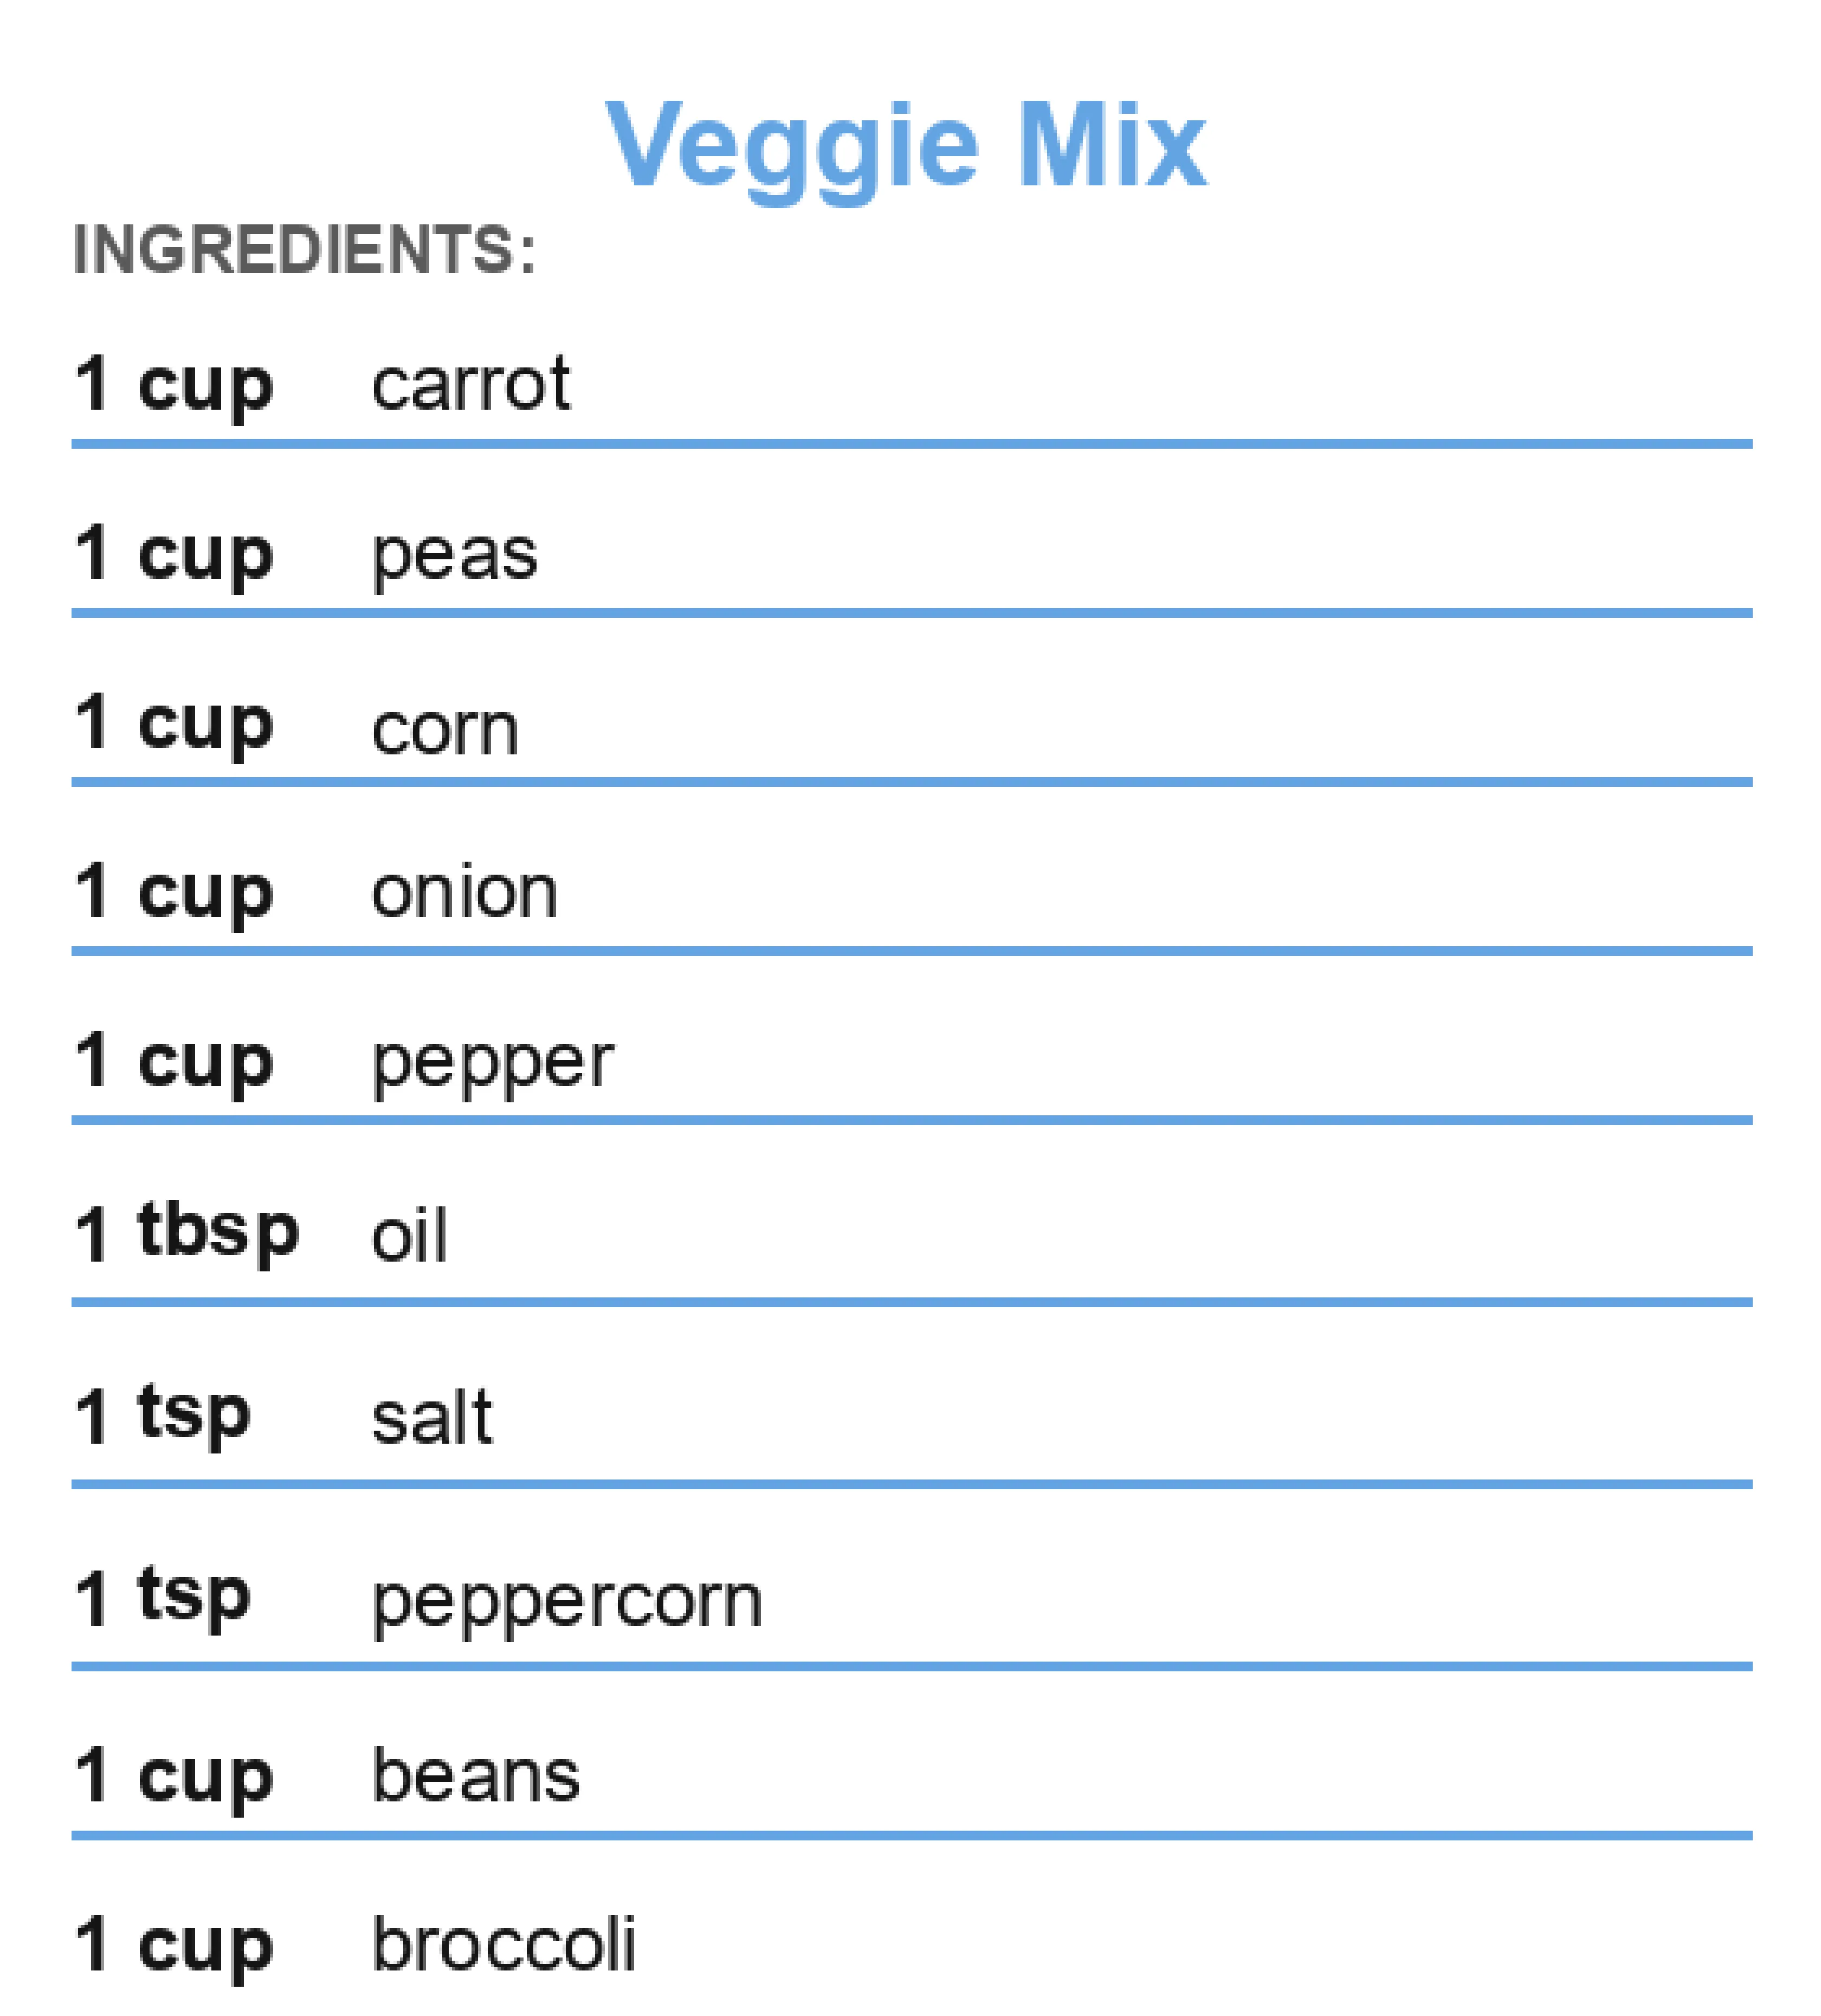 Veggie Mix
INGREDIENTS:
1 cup carrot
1 cup peas
1 cup corn
1 cup onion
1 cup pepper
1 tbsp oil
1 tsp salt
1 tsp peppercorn
1 cup beans
1 cup broccoli